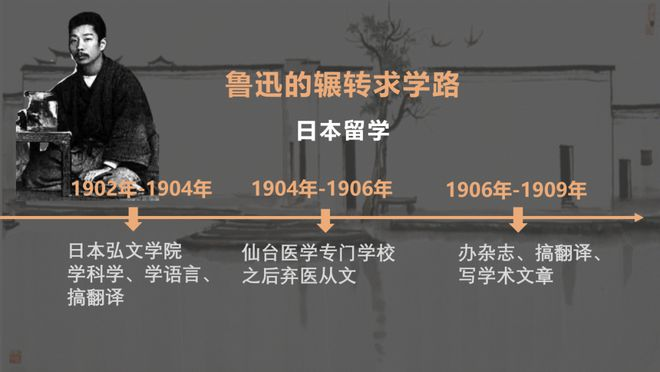 鲁迅的辗转求学路
日本留学
1902年-1904年
1904年-1906年
1906年-1909年
日本弘文学院
学科学、学语言、
搞翻译
仙台医学专门学校
之后弃医从文
办杂志、搞翻译、
写学术文章